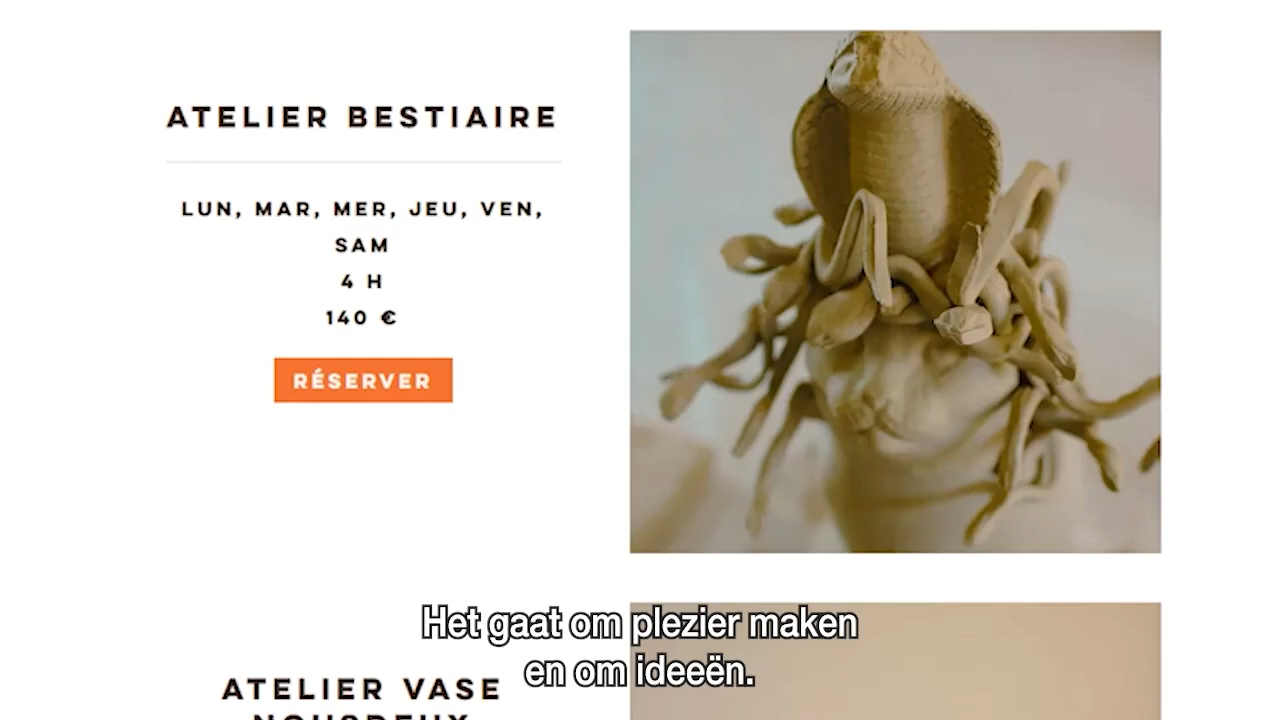 ATELIER BESTIAIRE
LUN, MAR, MER, JEU, VEN,
SAM
4 H
140 €
RÉSERVER
Het gaat om plezier maken
en om ideeën.
ATELIER VASE